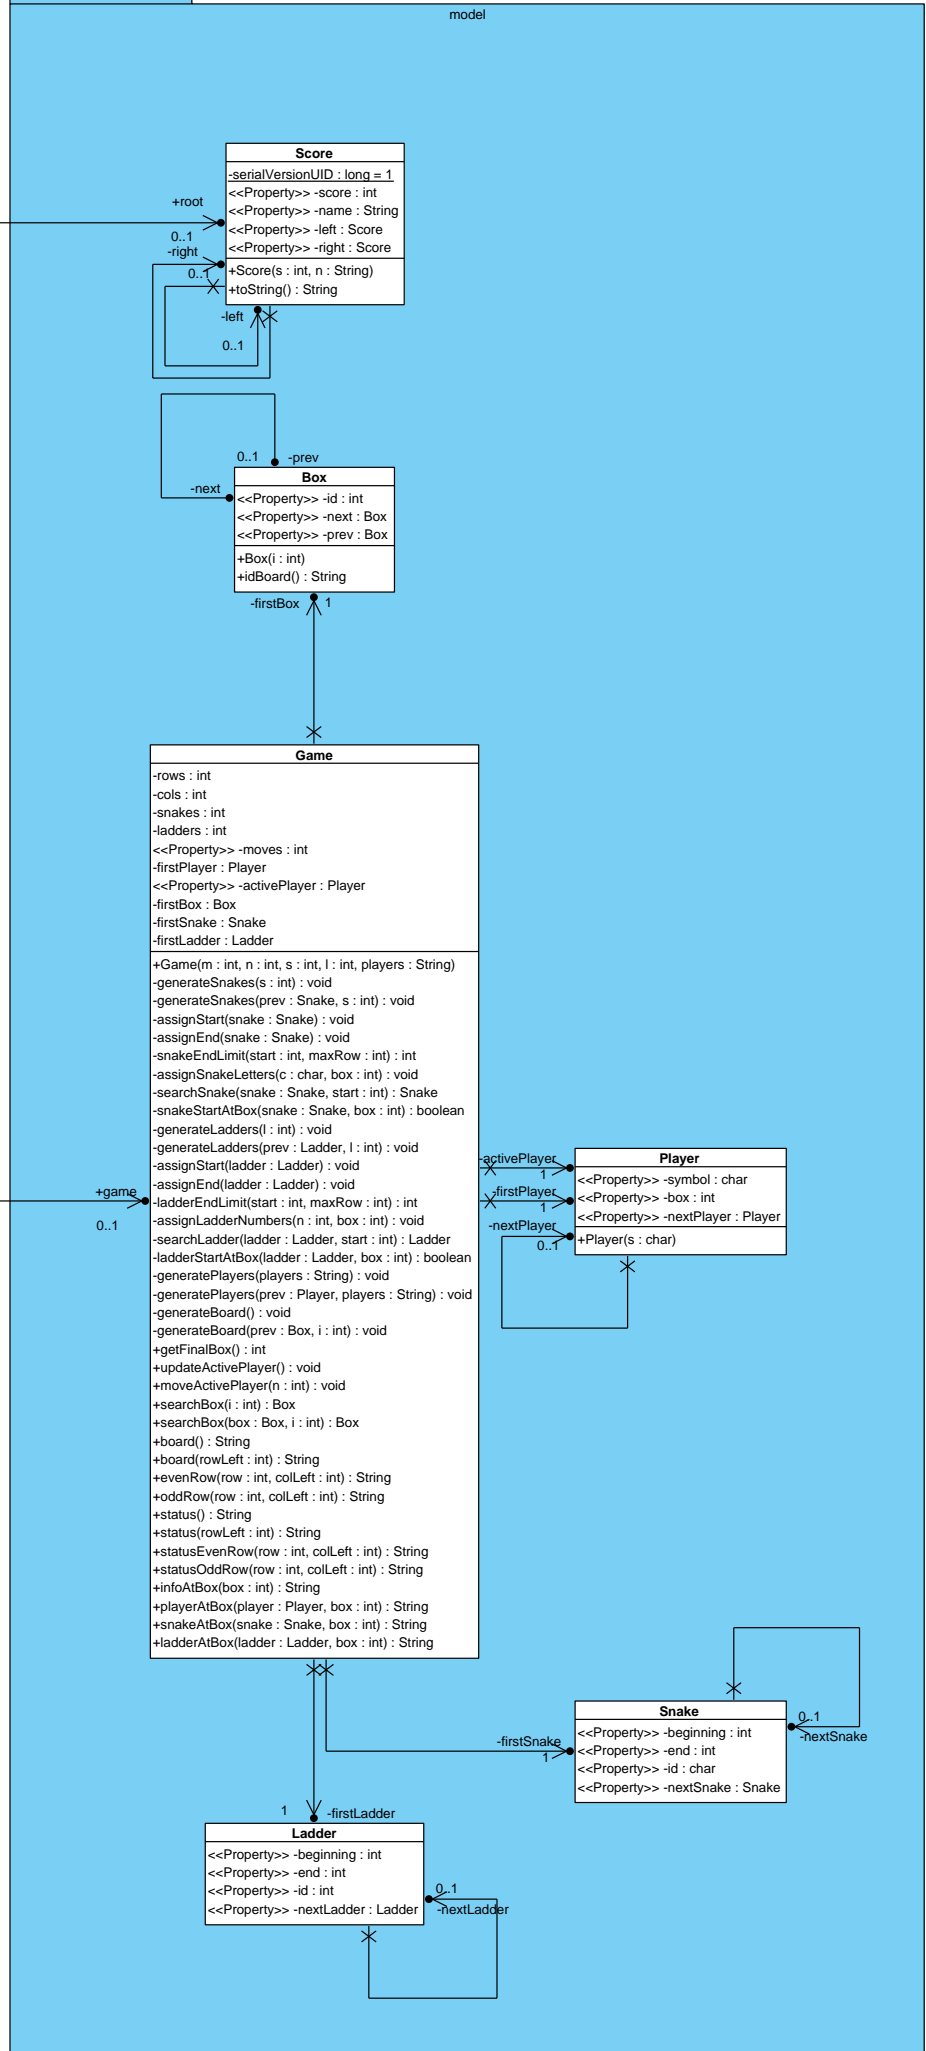 model
Score
-serialVersionUID : long = 1
<<Property>> -score : int
<<Property>> -name : String
<<Property>> -left : Score
<<Property>> -right : Score
+Score(s : int, n : String)
+toString() : String
+root
0..1
-right
0..1
-left
0..1
0..1
-prev
-next
Box
<<Property>> -id : int
<<Property>> -next : Box
<<Property>> -prev : Box
+Box(i : int)
+idBoard() : String
-firstBox
1
Game
-rows : int
-cols : int
-snakes : int
-ladders : int
<<Property>> -moves : int
-firstPlayer : Player
<<Property>> -activePlayer : Player
-firstBox : Box
-firstSnake : Snake
-firstLadder : Ladder
+Game(m : int, n : int, s : int, l : int, players : String)
-generateSnakes(s : int) : void
-generateSnakes(prev : Snake, s : int) : void
-assignStart(snake : Snake) : void
-assignEnd(snake : Snake) : void
-snakeEndLimit(start : int, maxRow : int) : int
-assignSnakeLetters(c : char, box : int) : void
-searchSnake(snake : Snake, start : int) : Snake
-snakeStartAtBox(snake : Snake, box : int) : boolean
-generateLadders(l : int) : void
-generateLadders(prev : Ladder, l : int) : void
-assignStart(ladder : Ladder) : void
-assignEnd(ladder : Ladder) : void
-ladderEndLimit(start : int, maxRow : int) : int
-assignLadderNumbers(n : int, box : int) : void
-searchLadder(ladder : Ladder, start : int) : Ladder
-ladderStartAtBox(ladder : Ladder, box : int) : boolean
-generatePlayers(players : String) : void
-generatePlayers(prev : Player, players : String) : void
-generateBoard() : void
-generateBoard(prev : Box, i : int) : void
+getFinalBox() : int
+updateActivePlayer() : void
+moveActivePlayer(n : int) : void
+searchBox(i : int) : Box
+searchBox(box : Box, i : int) : Box
+board() : String
+board(rowLeft : int) : String
+evenRow(row : int, colLeft : int) : String
+oddRow(row : int, colLeft : int) : String
+status() : String
+status(rowLeft : int) : String
+statusEvenRow(row : int, colLeft : int) : String
+statusOddRow(row : int, colLeft : int) : String
+infoAtBox(box : int) : String
+playerAtBox(player : Player, box : int) : String
+snakeAtBox(snake : Snake, box : int) : String
+ladderAtBox(ladder : Ladder, box : int) : String
+game
0..1
-activePlayer
1
-firstPlayer
1
-nextPlayer
0..1
Player
<<Property>> -symbol : char
<<Property>> -box : int
<<Property>> -nextPlayer : Player
+Player(s : char)
-firstSnake
1
Snake
<<Property>> -beginning : int
<<Property>> -end : int
<<Property>> -id : char
<<Property>> -nextSnake : Snake
0..1
-nextSnake
1
-firstLadder
Ladder
<<Property>> -beginning : int
<<Property>> -end : int
<<Property>> -id : int
<<Property>> -nextLadder : Ladder
0..1
-nextLadder